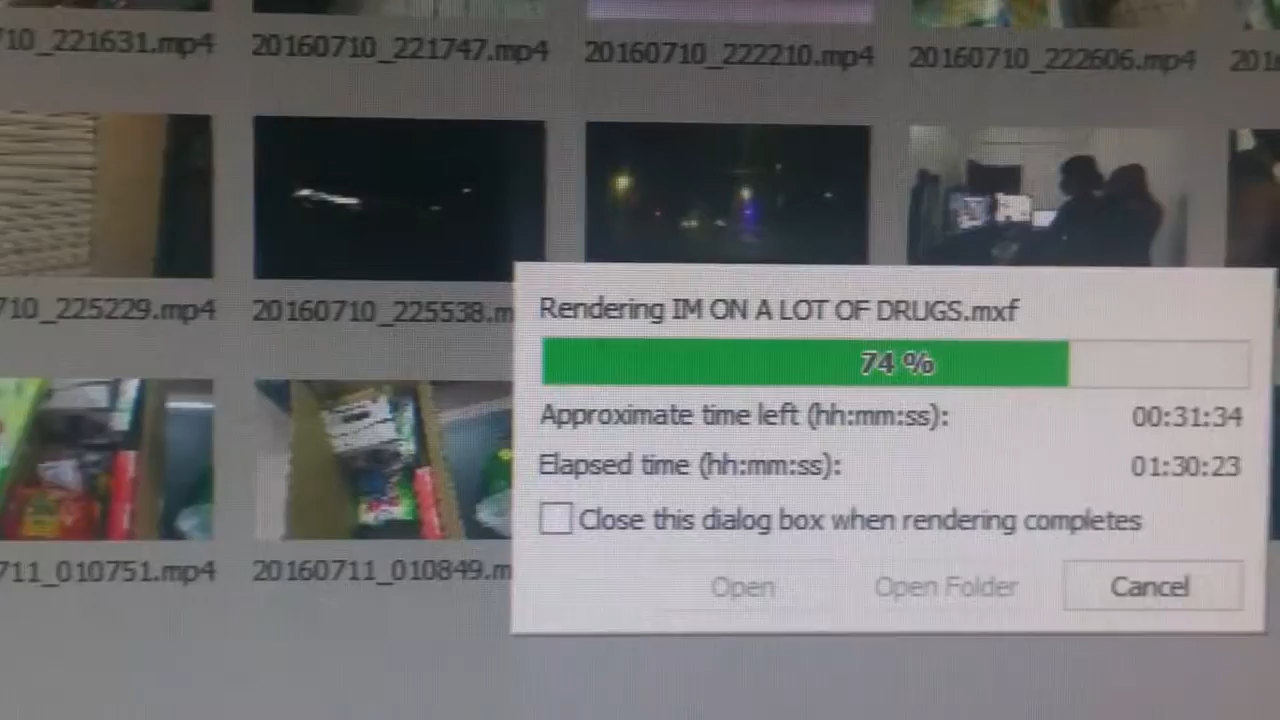 710_221631.mp4 20160710_221747.mp4 20160710_222210.mp4 20160710_222606.mp4 201
710_225229.mp4 20160710_225538.m
Rendering IM ON A LOT OF DRUGS.mxf
74 %
Approximate time left (hh:mm:ss): 00:31:34
Elapsed time (hh:mm:ss): 01:30:23
Close this dialog box when rendering completes
711_010751.mp4 20160711_010849.m
Open Open Folder Cancel